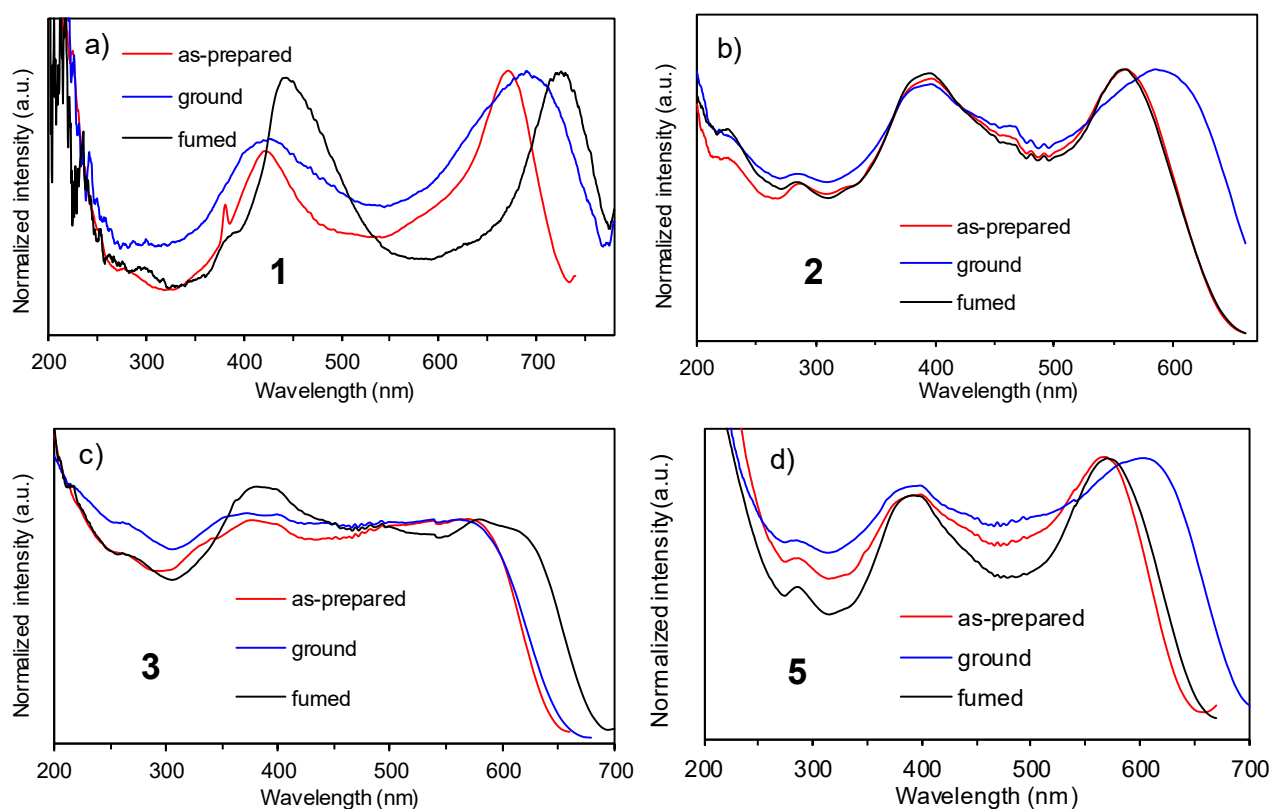 a)
as-prepared
ground
fumed
1
Normalized intensity (a.u.)
200 300 400 500 600 700
Wavelength (nm)
b)
as-prepared
ground
fumed
2
Normalized intensity (a.u.)
200 300 400 500 600
Wavelength (nm)
c)
as-prepared
ground
fumed
3
Normalized intensity (a.u.)
200 300 400 500 600 700
Wavelength (nm)
d)
as-prepared
ground
fumed
5
Normalized intensity (a.u.)
200 300 400 500 600 700
Wavelength (nm)